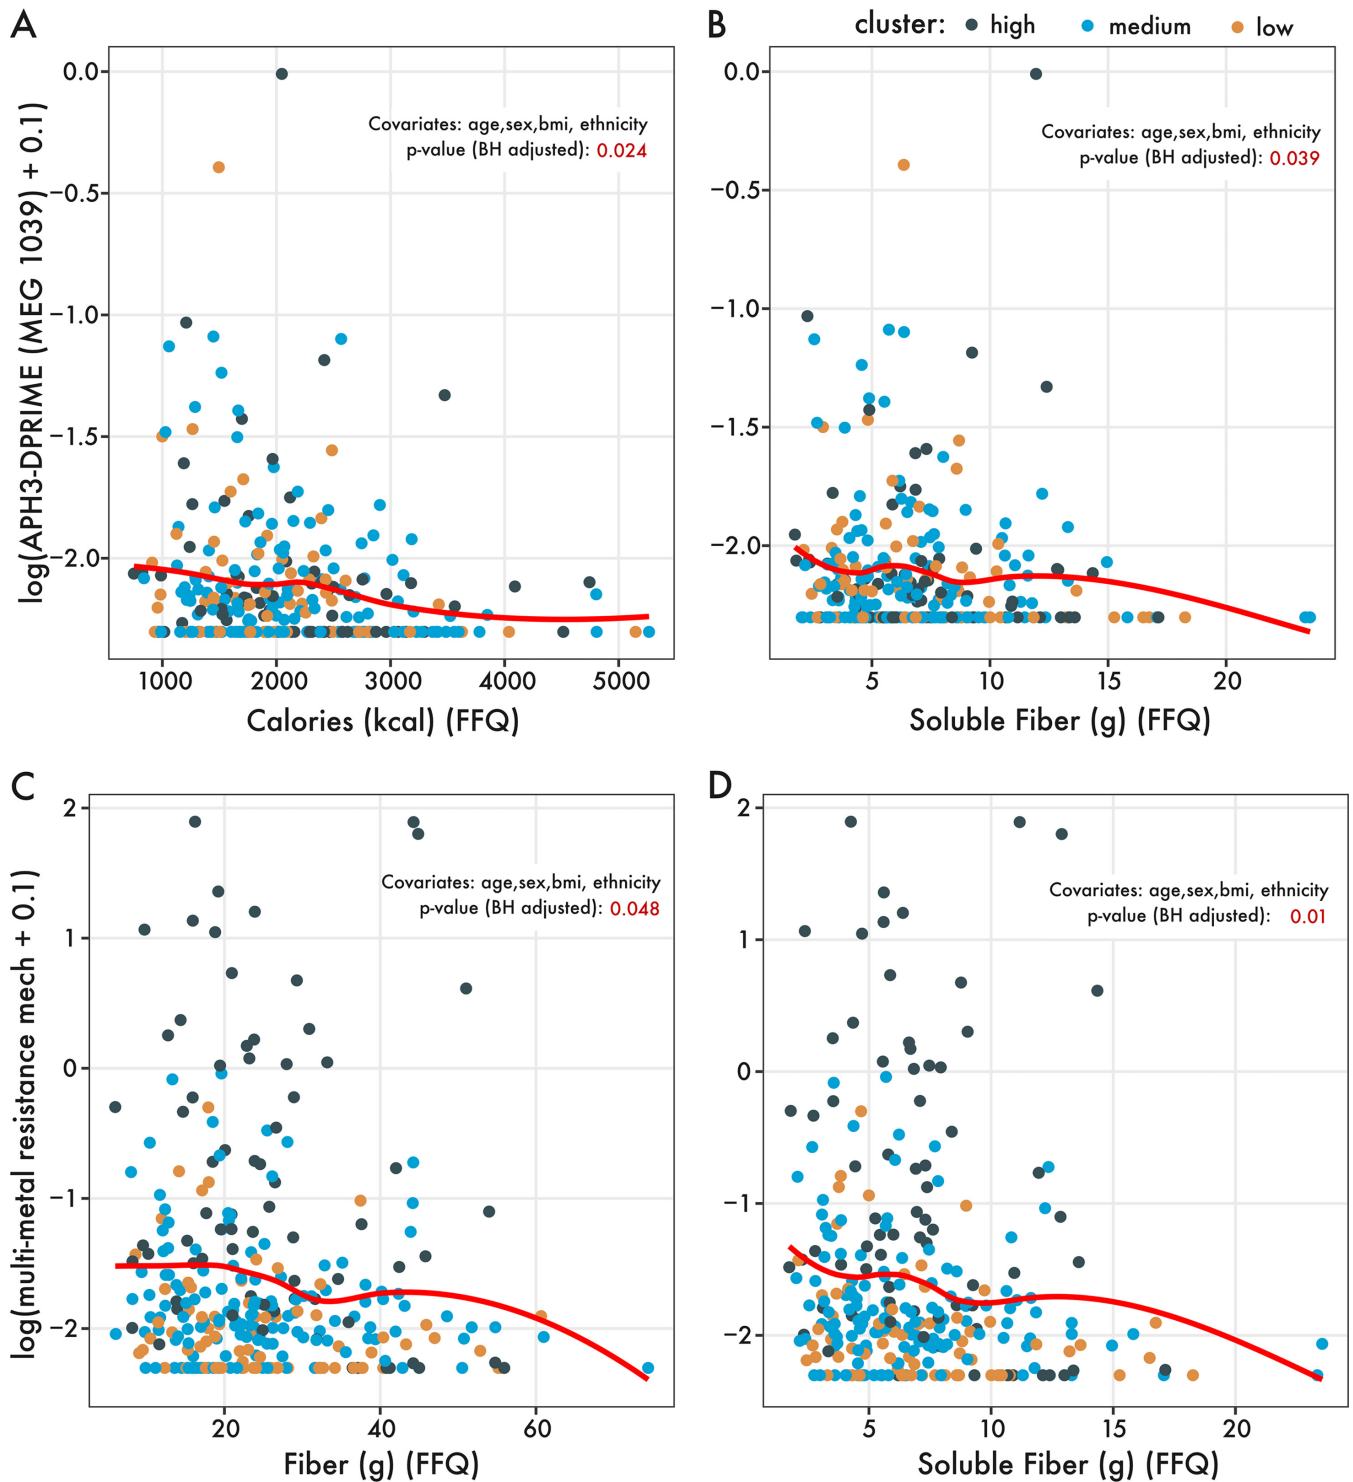 A
B
cluster: high medium low
0.0
−0.5
−1.0
−1.5
−2.0
log(APH3-DPRIME (MEG 1039) + 0.1)
Covariates: age,sex,bmi, ethnicity
p-value (BH adjusted): 0.024
1000 2000 3000 4000 5000
Calories (kcal) (FFQ)
0.0
−0.5
−1.0
−1.5
−2.0
Covariates: age,sex,bmi, ethnicity
p-value (BH adjusted): 0.039
5 10 15 20
Soluble Fiber (g) (FFQ)
C
2
1
0
−1
−2
log(multi-metal resistance mech + 0.1)
Covariates: age,sex,bmi, ethnicity
p-value (BH adjusted): 0.048
20 40 60
Fiber (g) (FFQ)
D
2
1
0
−1
−2
Covariates: age,sex,bmi, ethnicity
p-value (BH adjusted): 0.01
5 10 15 20
Soluble Fiber (g) (FFQ)